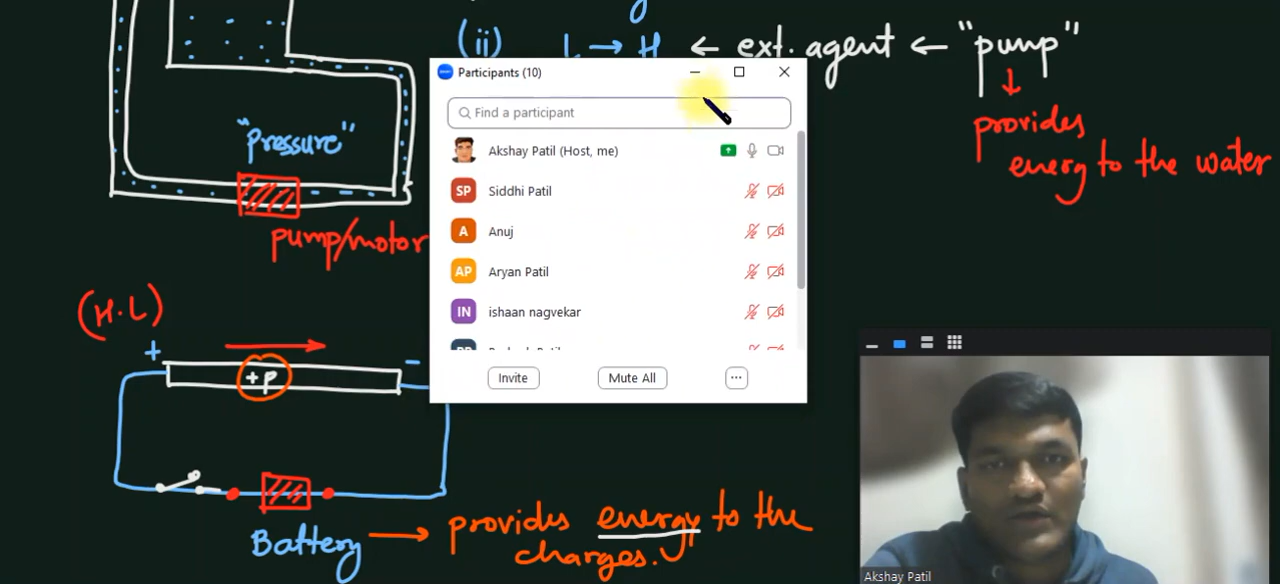 (ii) L → H ← ext. agent ← "pump"
↓
provides
energ to the water
"pressure"
pump/motor
Participants (10)
Find a participant
Akshay Patil (Host, me)
SP Siddhi Patil
A Anuj
AP Aryan Patil
IN ishaan nagvekar
Invite Mute All ...
(H.L)
+ -
+P
Battery → provides energy to the
charges.
Akshay Patil